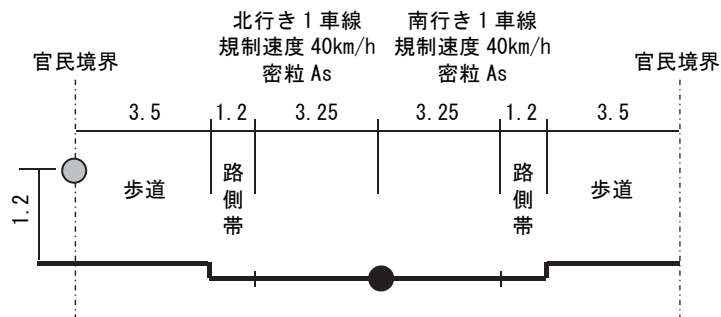 北行き1車線
規制速度 40km/h
密粒 As
南行き1車線
規制速度 40km/h
密粒 As
官民境界
官民境界
3.5
1.2
3.25
3.25
1.2
3.5
1.2
歩道
路側帯
路側帯
歩道